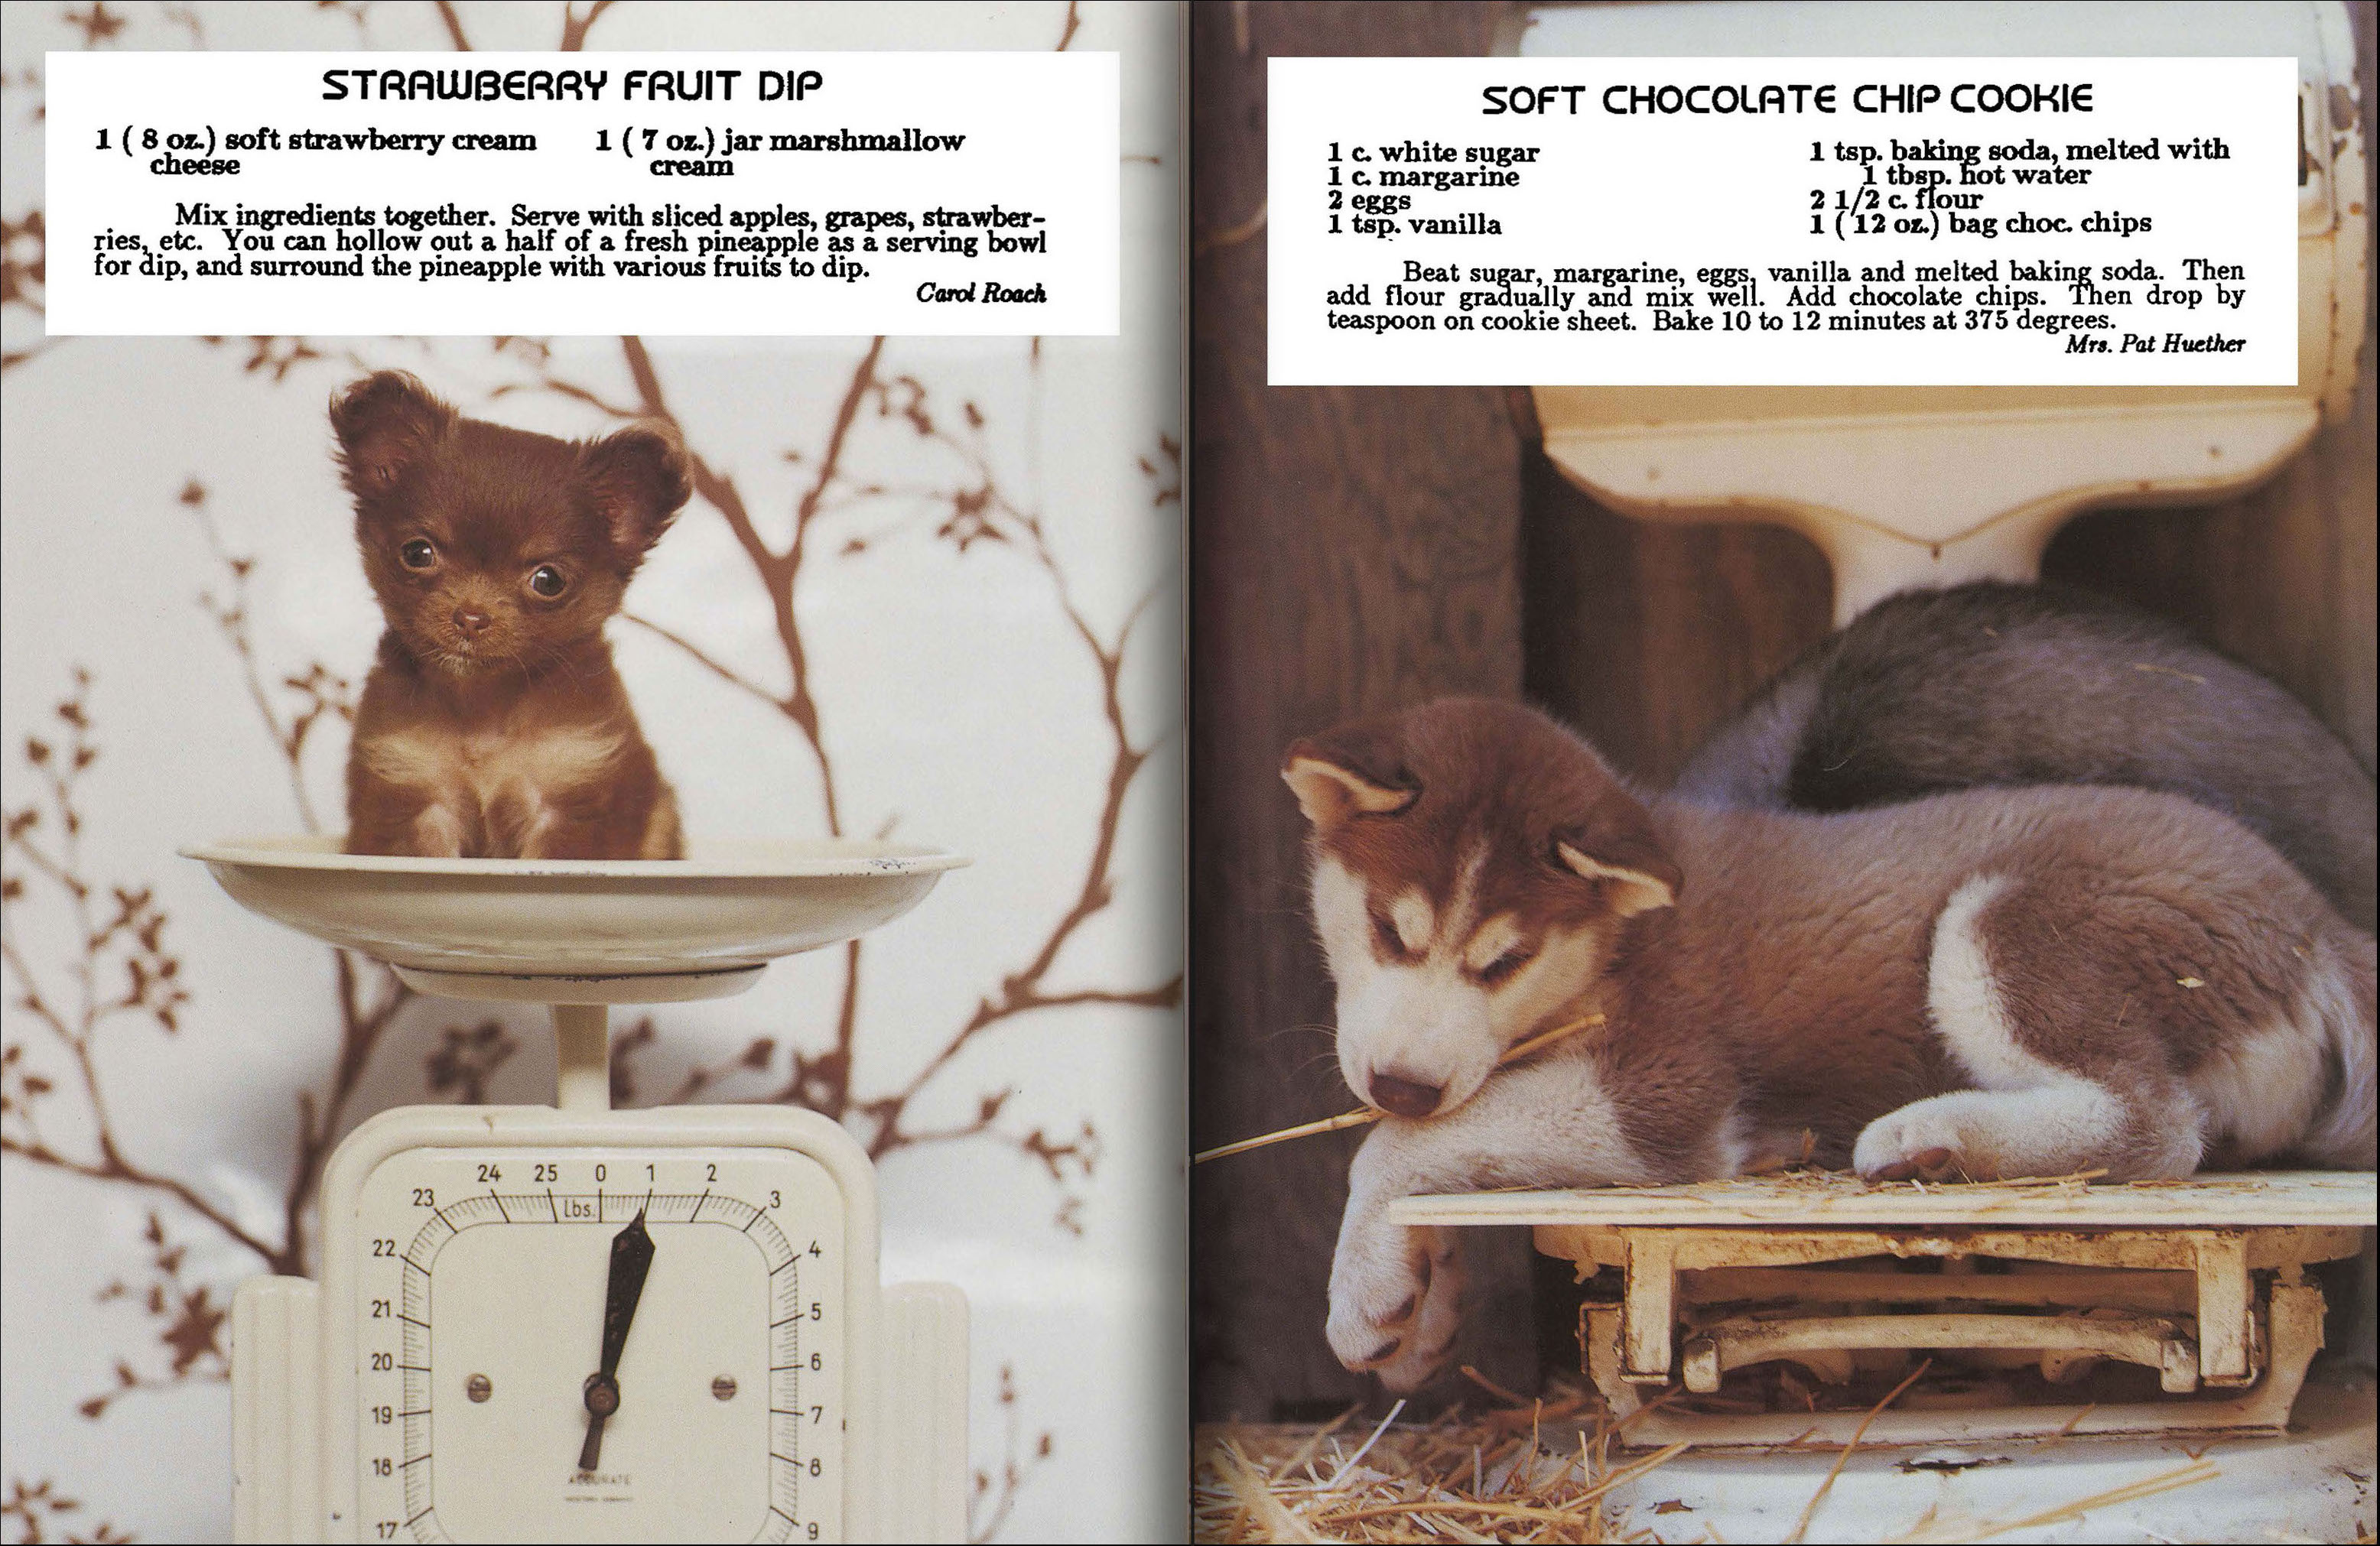 STRAWBERRY FRUIT DIP
1 ( 8 oz.) soft strawberry cream
cheese
1 ( 7 oz.) jar marshmallow
cream
Mix ingredients together. Serve with sliced apples, grapes, strawber-
ries, etc. You can hollow out a half of a fresh pineapple as a serving bowl
for dip, and surround the pineapple with various fruits to dip.
Carol Roach
24 25 0 1 2
23 Lbs. 3
22 4
21 5
20 6
19 7
18 8
ACCURATE
17 9
SOFT CHOCOLATE CHIP COOKIE
1 c. white sugar
1 c. margarine
2 eggs
1 tsp. vanilla
1 tsp. baking soda, melted with
1 tbsp. hot water
2 1/2 c. flour
1 ( 12 oz.) bag choc. chips
Beat sugar, margarine, eggs, vanilla and melted baking soda. Then
add flour gradually and mix well. Add chocolate chips. Then drop by
teaspoon on cookie sheet. Bake 10 to 12 minutes at 375 degrees.
Mrs. Pat Huether